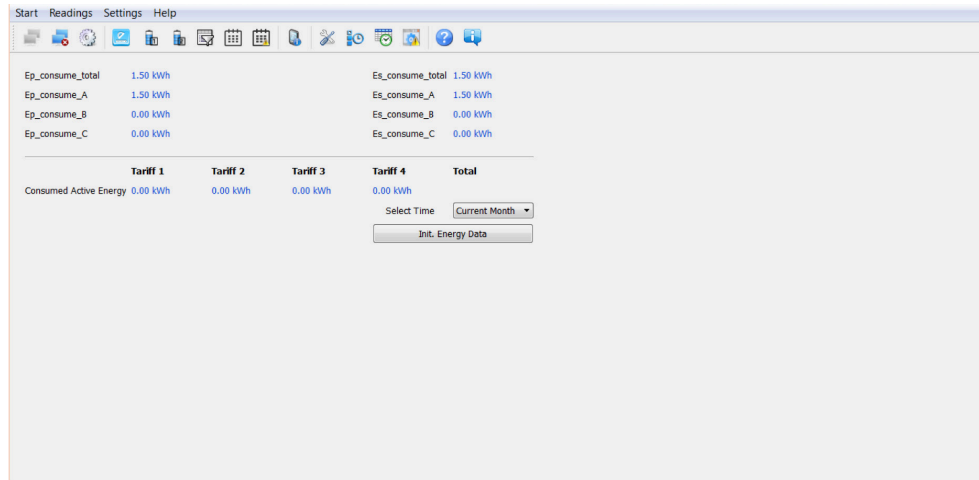 Start Readings Settings Help
Ep_consume_total 1.50 kWh Es_consume_total 1.50 kWh
Ep_consume_A 1.50 kWh Es_consume_A 1.50 kWh
Ep_consume_B 0.00 kWh Es_consume_B 0.00 kWh
Ep_consume_C 0.00 kWh Es_consume_C 0.00 kWh
Tariff 1 Tariff 2 Tariff 3 Tariff 4 Total
Consumed Active Energy 0.00 kWh 0.00 kWh 0.00 kWh 0.00 kWh
Select Time Current Month
Init. Energy Data